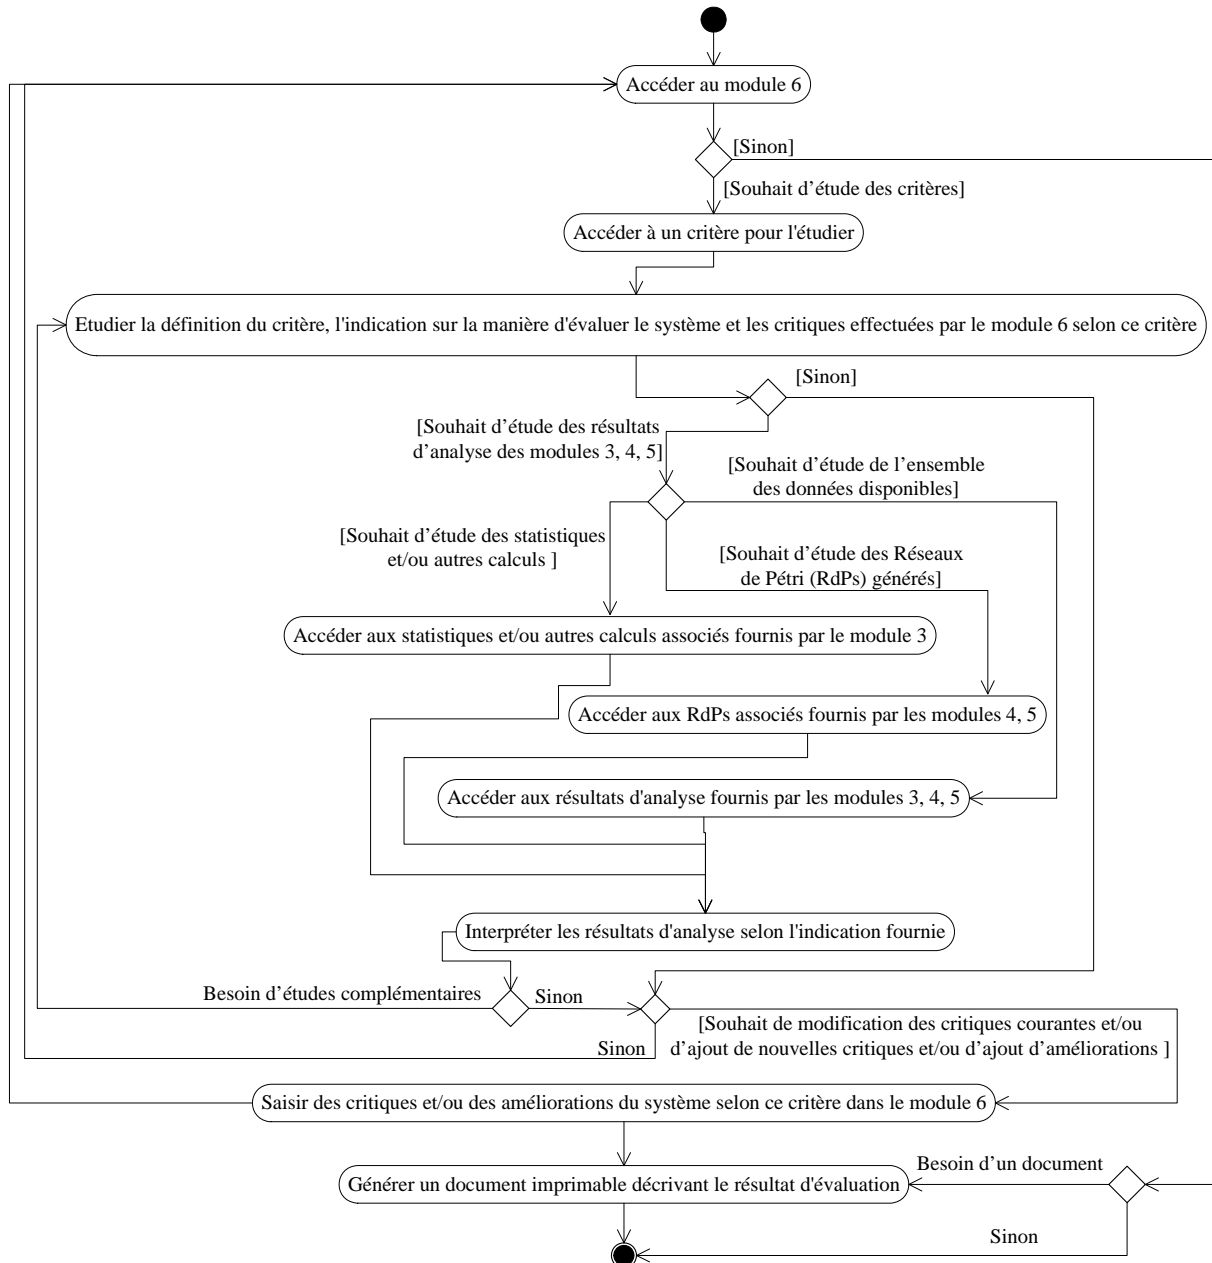 Accéder au module 6
[Sinon]
[Souhait d’étude des critères]
Accéder à un critère pour l'étudier
Etudier la définition du critère, l'indication sur la manière d'évaluer le système et les critiques effectuées par le module 6 selon ce critère
[Sinon]
[Souhait d’étude des résultats
d’analyse des modules 3, 4, 5]
[Souhait d’étude de l’ensemble
des données disponibles]
[Souhait d’étude des statistiques
et/ou autres calculs ]
[Souhait d’étude des Réseaux
de Pétri (RdPs) générés]
Accéder aux statistiques et/ou autres calculs associés fournis par le module 3
Accéder aux RdPs associés fournis par les modules 4, 5
Accéder aux résultats d'analyse fournis par les modules 3, 4, 5
Interpréter les résultats d'analyse selon l'indication fournie
Besoin d’études complémentaires
Sinon
[Souhait de modification des critiques courantes et/ou
d’ajout de nouvelles critiques et/ou d’ajout d’améliorations ]
Sinon
Saisir des critiques et/ou des améliorations du système selon ce critère dans le module 6
Besoin d’un document
Générer un document imprimable décrivant le résultat d'évaluation
Sinon